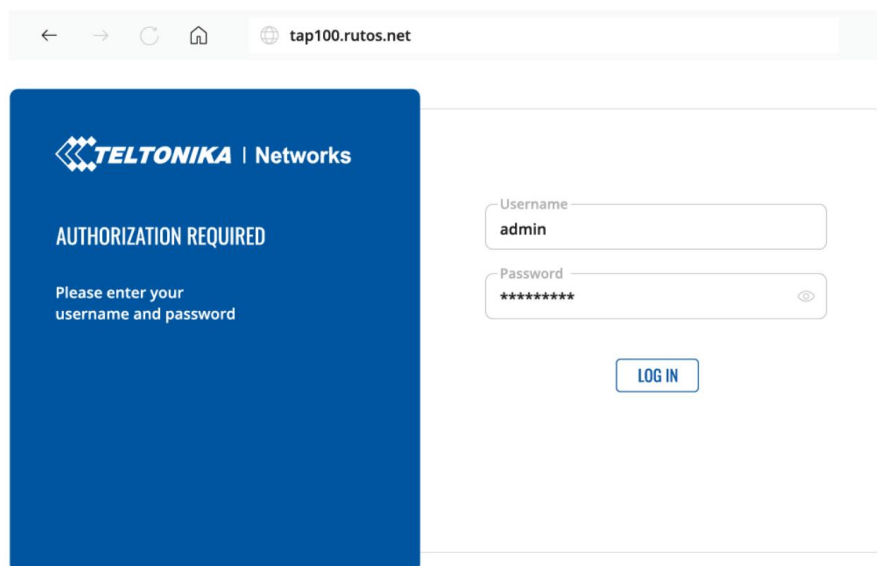 tap100.rutos.net
TELTONIKA | Networks
AUTHORIZATION REQUIRED
Please enter your
username and password
Username
admin
Password
*********
LOG IN